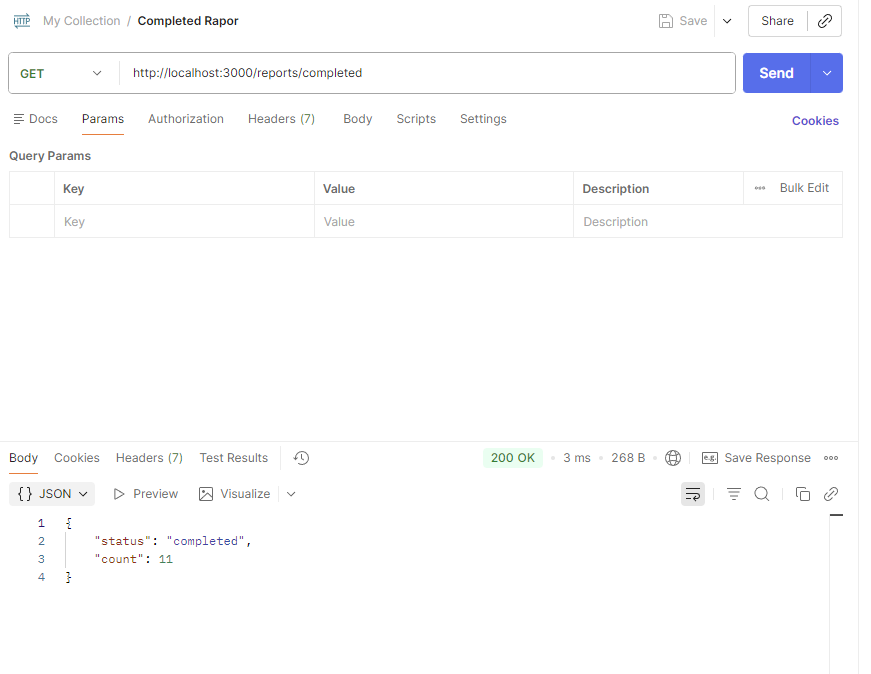 HTTP My Collection / Completed Rapor Save Share
GET http://localhost:3000/reports/completed Send
Docs Params Authorization Headers (7) Body Scripts Settings Cookies
Query Params
Key Value Description Bulk Edit
Key Value Description
Body Cookies Headers (7) Test Results 200 OK 3 ms 268 B e.g. Save Response
{} JSON Preview Visualize
1 {
2 "status": "completed",
3 "count": 11
4 }